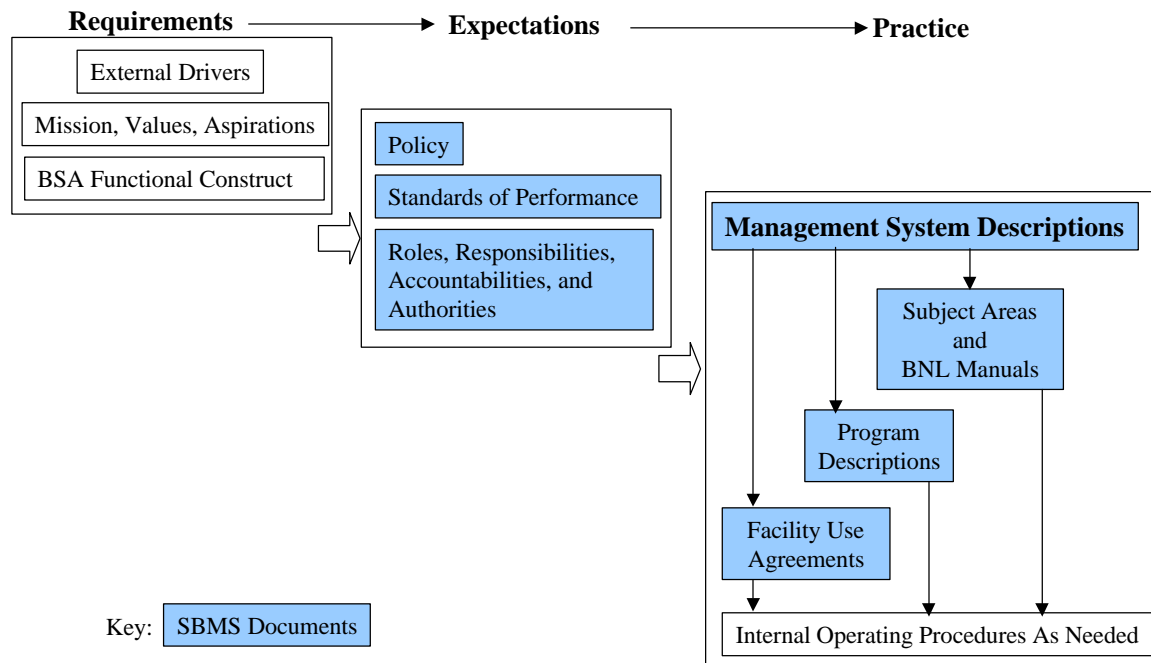 Requirements
Expectations
Practice
External Drivers
Mission, Values, Aspirations
BSA Functional Construct
Policy
Standards of Performance
Roles, Responsibilities,
Accountabilities, and
Authorities
Management System Descriptions
Subject Areas
and
BNL Manuals
Program
Descriptions
Facility Use
Agreements
Internal Operating Procedures As Needed
Key:
SBMS Documents